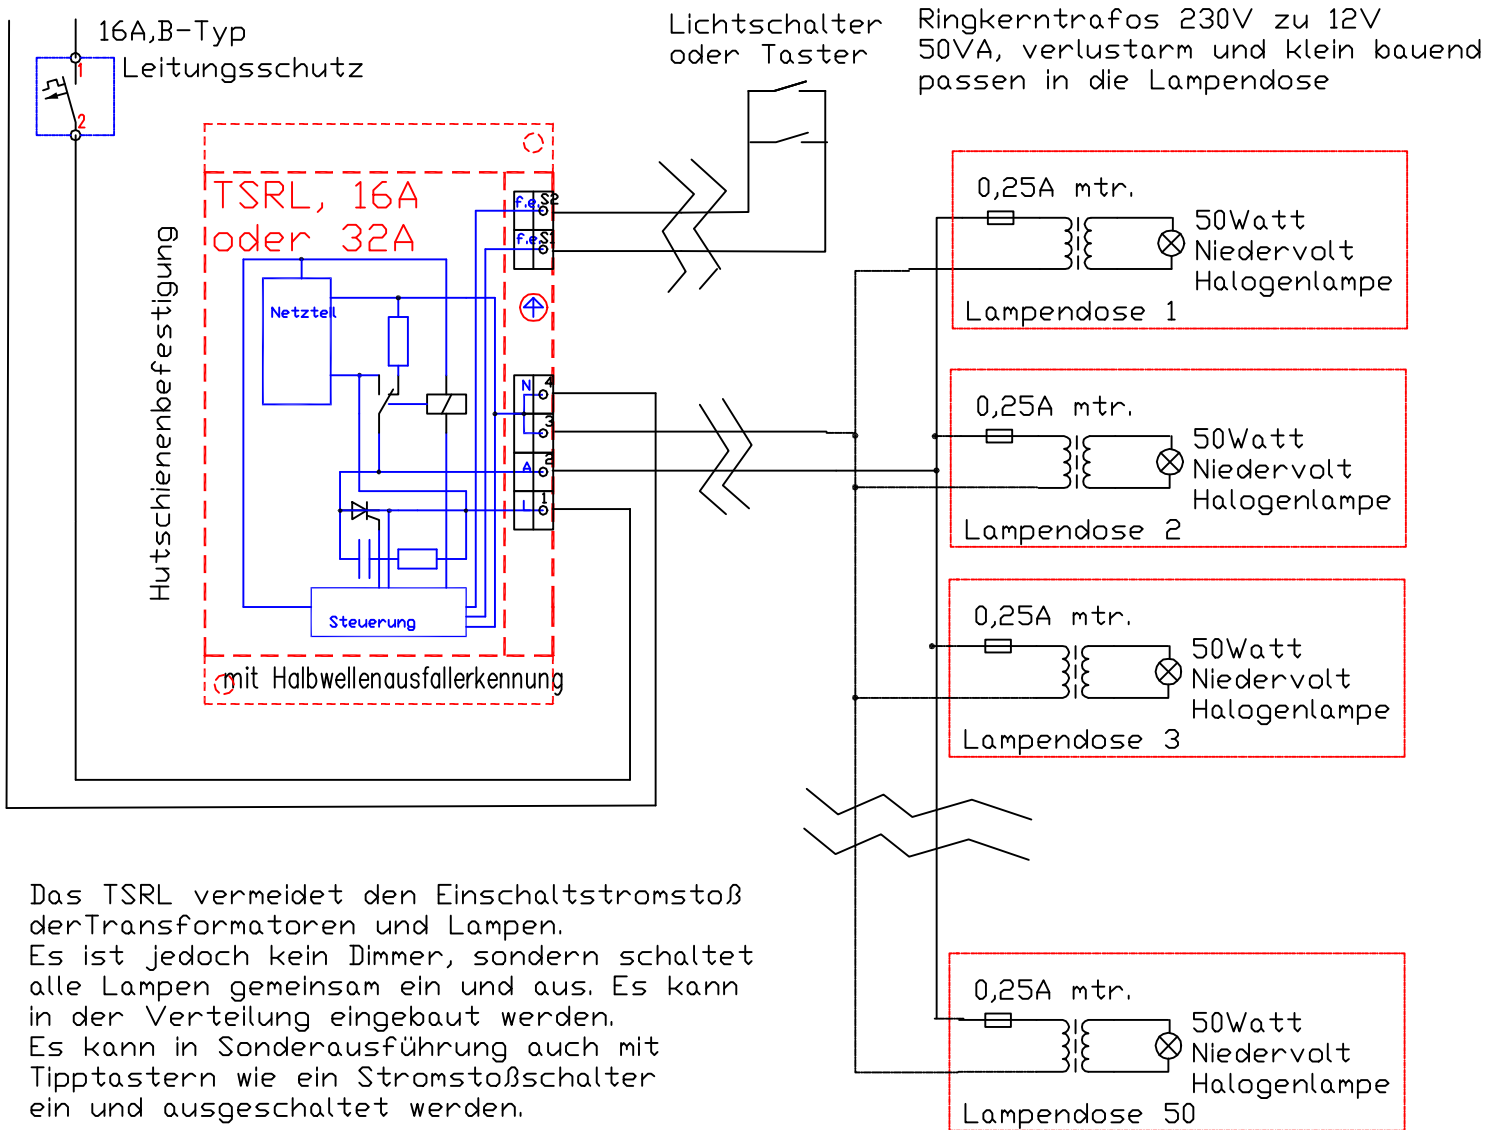 16A,B-Typ
Leitungsschutz
1
2
Lichtschalter
oder Taster
Ringkerntrafos 230V zu 12V
50VA, verlustarm und klein bauend
passen in die Lampendose
TSRL, 16A
oder 32A
Hutschienenbefestigung
Netzteil
Steuerung
f.e. S2
f.e. S1
N 4
3
A 2
L 1
mit Halbwellenausfallerkennung
0,25A mtr.
50Watt
Niedervolt
Halogenlampe
Lampendose 1
0,25A mtr.
50Watt
Niedervolt
Halogenlampe
Lampendose 2
0,25A mtr.
50Watt
Niedervolt
Halogenlampe
Lampendose 3
0,25A mtr.
50Watt
Niedervolt
Halogenlampe
Lampendose 50
Das TSRL vermeidet den Einschaltstromstoß
derTransformatoren und Lampen.
Es ist jedoch kein Dimmer, sondern schaltet
alle Lampen gemeinsam ein und aus. Es kann
in der Verteilung eingebaut werden.
Es kann in Sonderausführung auch mit
Tipptastern wie ein Stromstoßschalter
ein und ausgeschaltet werden.